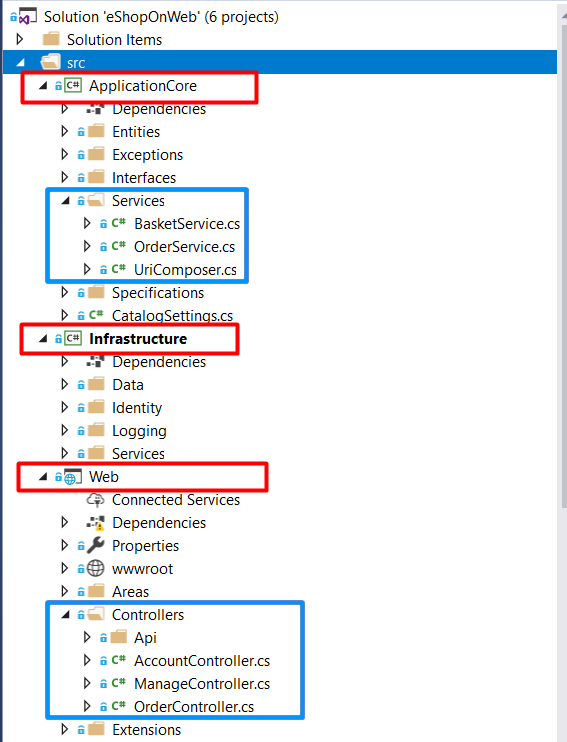 Solution 'eShopOnWeb' (6 projects)
Solution Items
src
C# ApplicationCore
Dependencies
Entities
Exceptions
Interfaces
Services
C# BasketService.cs
C# OrderService.cs
C# UriComposer.cs
Specifications
C# CatalogSettings.cs
C# Infrastructure
Dependencies
Data
Identity
Logging
Services
Web
Connected Services
Dependencies
Properties
wwwroot
Areas
Controllers
Api
C# AccountController.cs
C# ManageController.cs
C# OrderController.cs
Extensions